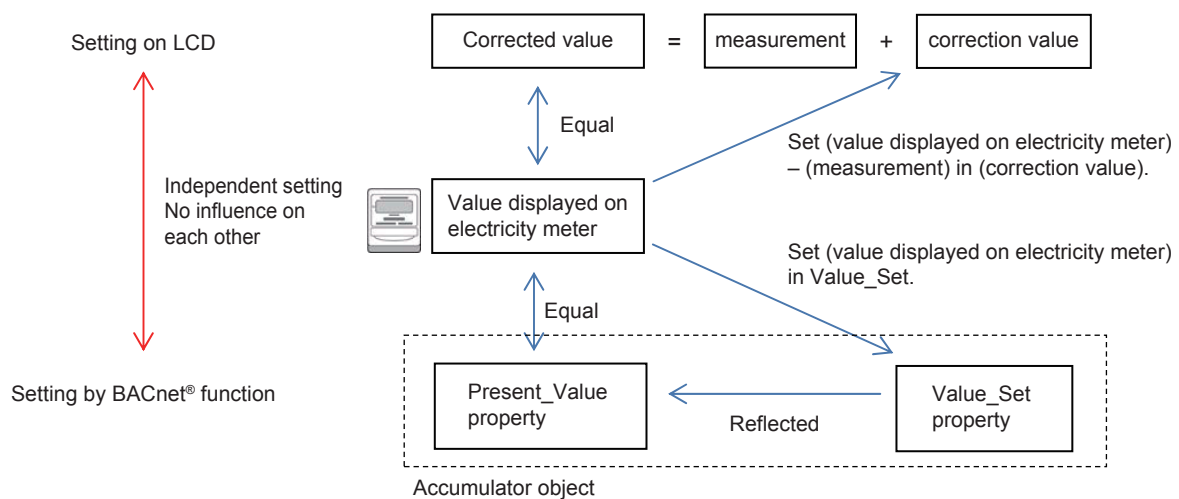 Setting on LCD
Corrected value
=
measurement
+
correction value
Equal
Set (value displayed on electricity meter)
– (measurement) in (correction value).
Independent setting
No influence on
each other
Value displayed on
electricity meter
Set (value displayed on electricity meter)
in Value_Set.
Equal
Setting by BACnet® function
Present_Value
property
Reflected
Value_Set
property
Accumulator object